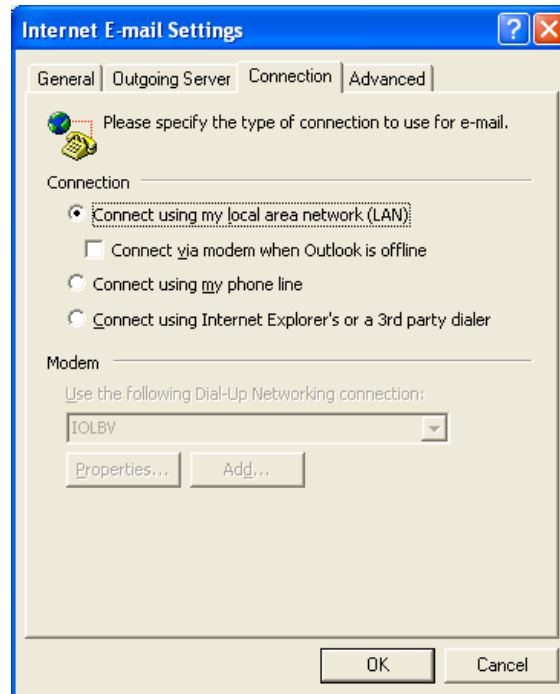 Internet E-mail Settings
General Outgoing Server Connection Advanced
Please specify the type of connection to use for e-mail.
Connection
Connect using my local area network (LAN)
Connect via modem when Outlook is offline
Connect using my phone line
Connect using Internet Explorer's or a 3rd party dialer
Modem
Use the following Dial-Up Networking connection:
IOLBV
Properties... Add...
OK Cancel